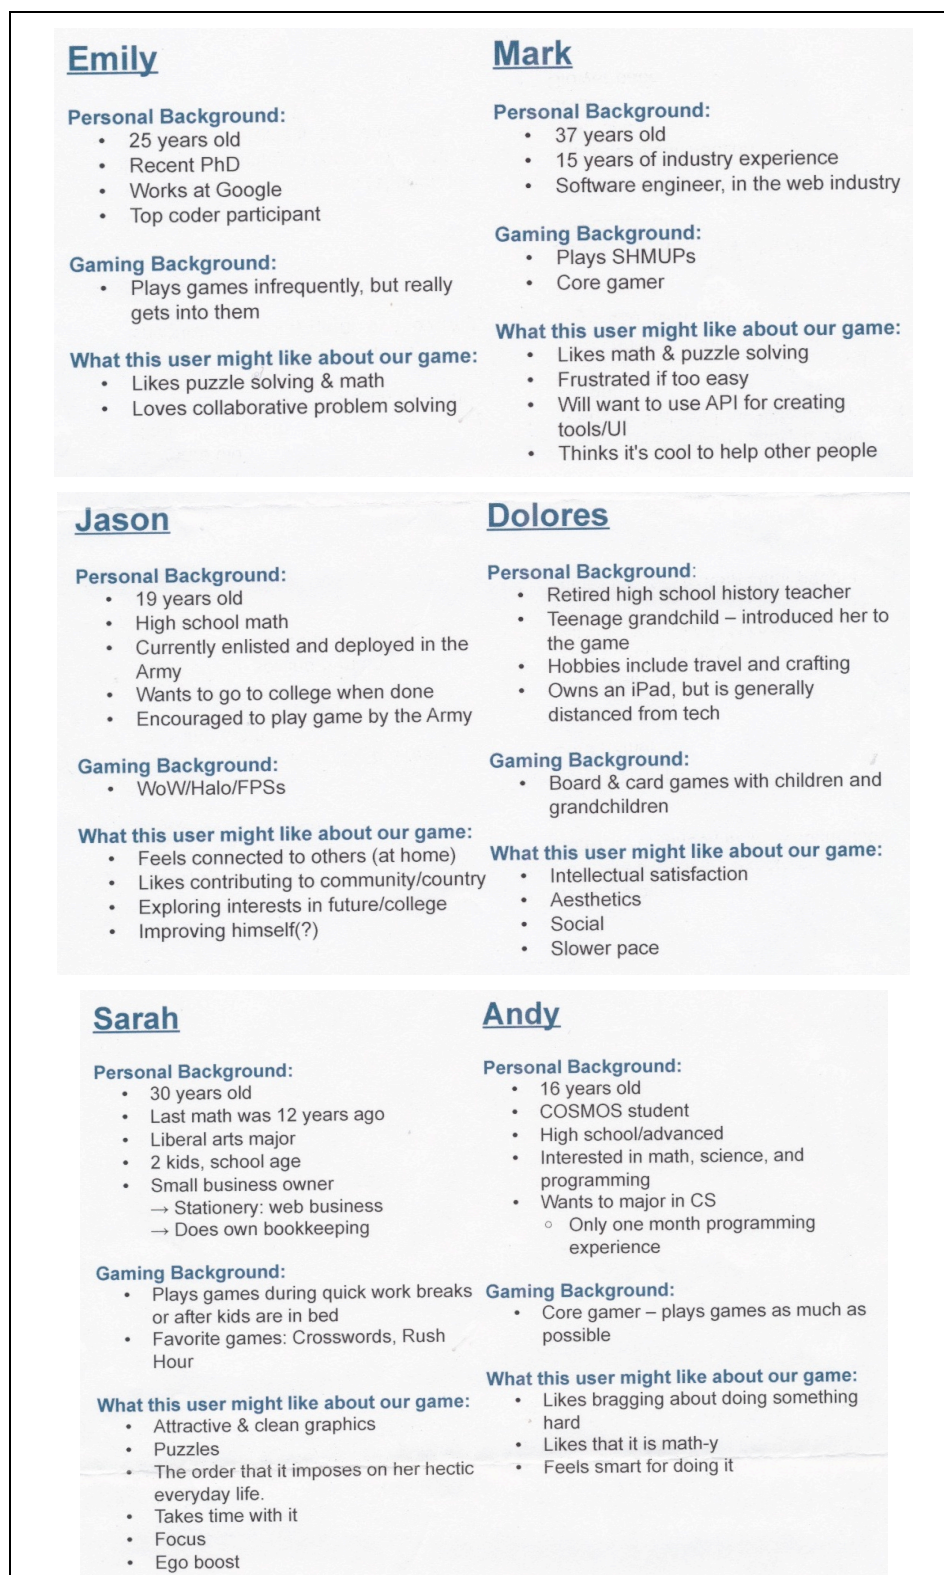 Emily
Personal Background:
• 25 years old
• Recent PhD
• Works at Google
• Top coder participant
Gaming Background:
• Plays games infrequently, but really
gets into them
What this user might like about our game:
• Likes puzzle solving & math
• Loves collaborative problem solving
Mark
Personal Background:
• 37 years old
• 15 years of industry experience
• Software engineer, in the web industry
Gaming Background:
• Plays SHMUPs
• Core gamer
What this user might like about our game:
• Likes math & puzzle solving
• Frustrated if too easy
• Will want to use API for creating
tools/UI
• Thinks it's cool to help other people
Jason
Personal Background:
• 19 years old
• High school math
• Currently enlisted and deployed in the
Army
• Wants to go to college when done
• Encouraged to play game by the Army
Gaming Background:
• WoW/Halo/FPSs
What this user might like about our game:
• Feels connected to others (at home)
• Likes contributing to community/country
• Exploring interests in future/college
• Improving himself(?)
Dolores
Personal Background:
• Retired high school history teacher
• Teenage grandchild – introduced her to
the game
• Hobbies include travel and crafting
• Owns an iPad, but is generally
distanced from tech
Gaming Background:
• Board & card games with children and
grandchildren
What this user might like about our game:
• Intellectual satisfaction
• Aesthetics
• Social
• Slower pace
Sarah
Personal Background:
• 30 years old
• Last math was 12 years ago
• Liberal arts major
• 2 kids, school age
• Small business owner
→ Stationery: web business
→ Does own bookkeeping
Gaming Background:
• Plays games during quick work breaks
or after kids are in bed
• Favorite games: Crosswords, Rush
Hour
What this user might like about our game:
• Attractive & clean graphics
• Puzzles
• The order that it imposes on her hectic
everyday life.
• Takes time with it
• Focus
• Ego boost
Andy
Personal Background:
• 16 years old
• COSMOS student
• High school/advanced
• Interested in math, science, and
programming
• Wants to major in CS
○ Only one month programming
experience
Gaming Background:
• Core gamer – plays games as much as
possible
What this user might like about our game:
• Likes bragging about doing something
hard
• Likes that it is math-y
• Feels smart for doing it